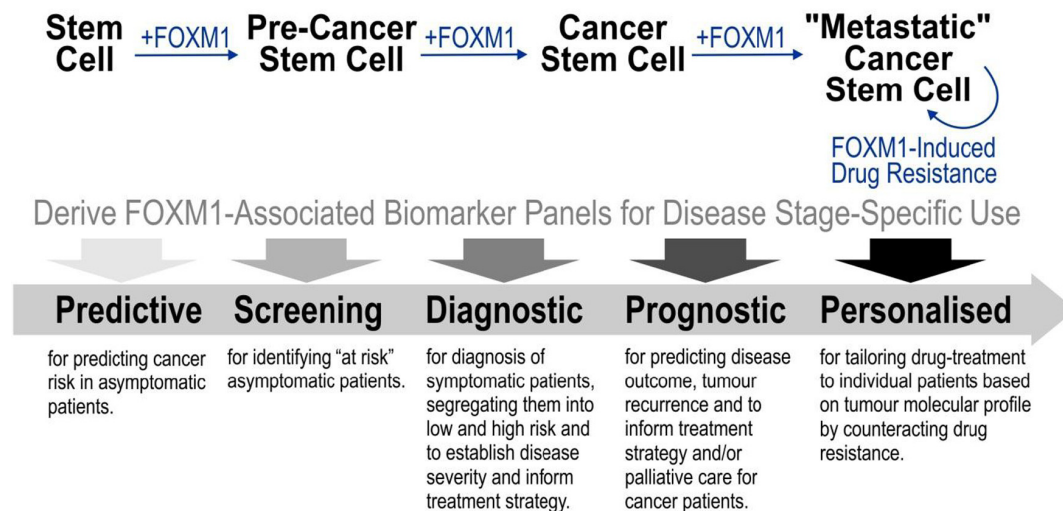 Stem
Cell
+FOXM1
Pre-Cancer
Stem Cell
+FOXM1
Cancer
Stem Cell
+FOXM1
"Metastatic"
Cancer
Stem Cell
FOXM1-Induced
Drug Resistance
Derive FOXM1-Associated Biomarker Panels for Disease Stage-Specific Use
Predictive
for predicting cancer
risk in asymptomatic
patients.
Screening
for identifying “at risk”
asymptomatic patients.
Diagnostic
for diagnosis of
symptomatic patients,
segregating them into
low and high risk and
to establish disease
severity and inform
treatment strategy.
Prognostic
for predicting disease
outcome, tumour
recurrence and to
inform treatment
strategy and/or
palliative care for
cancer patients.
Personalised
for tailoring drug-treatment
to individual patients based
on tumour molecular profile
by counteracting drug
resistance.